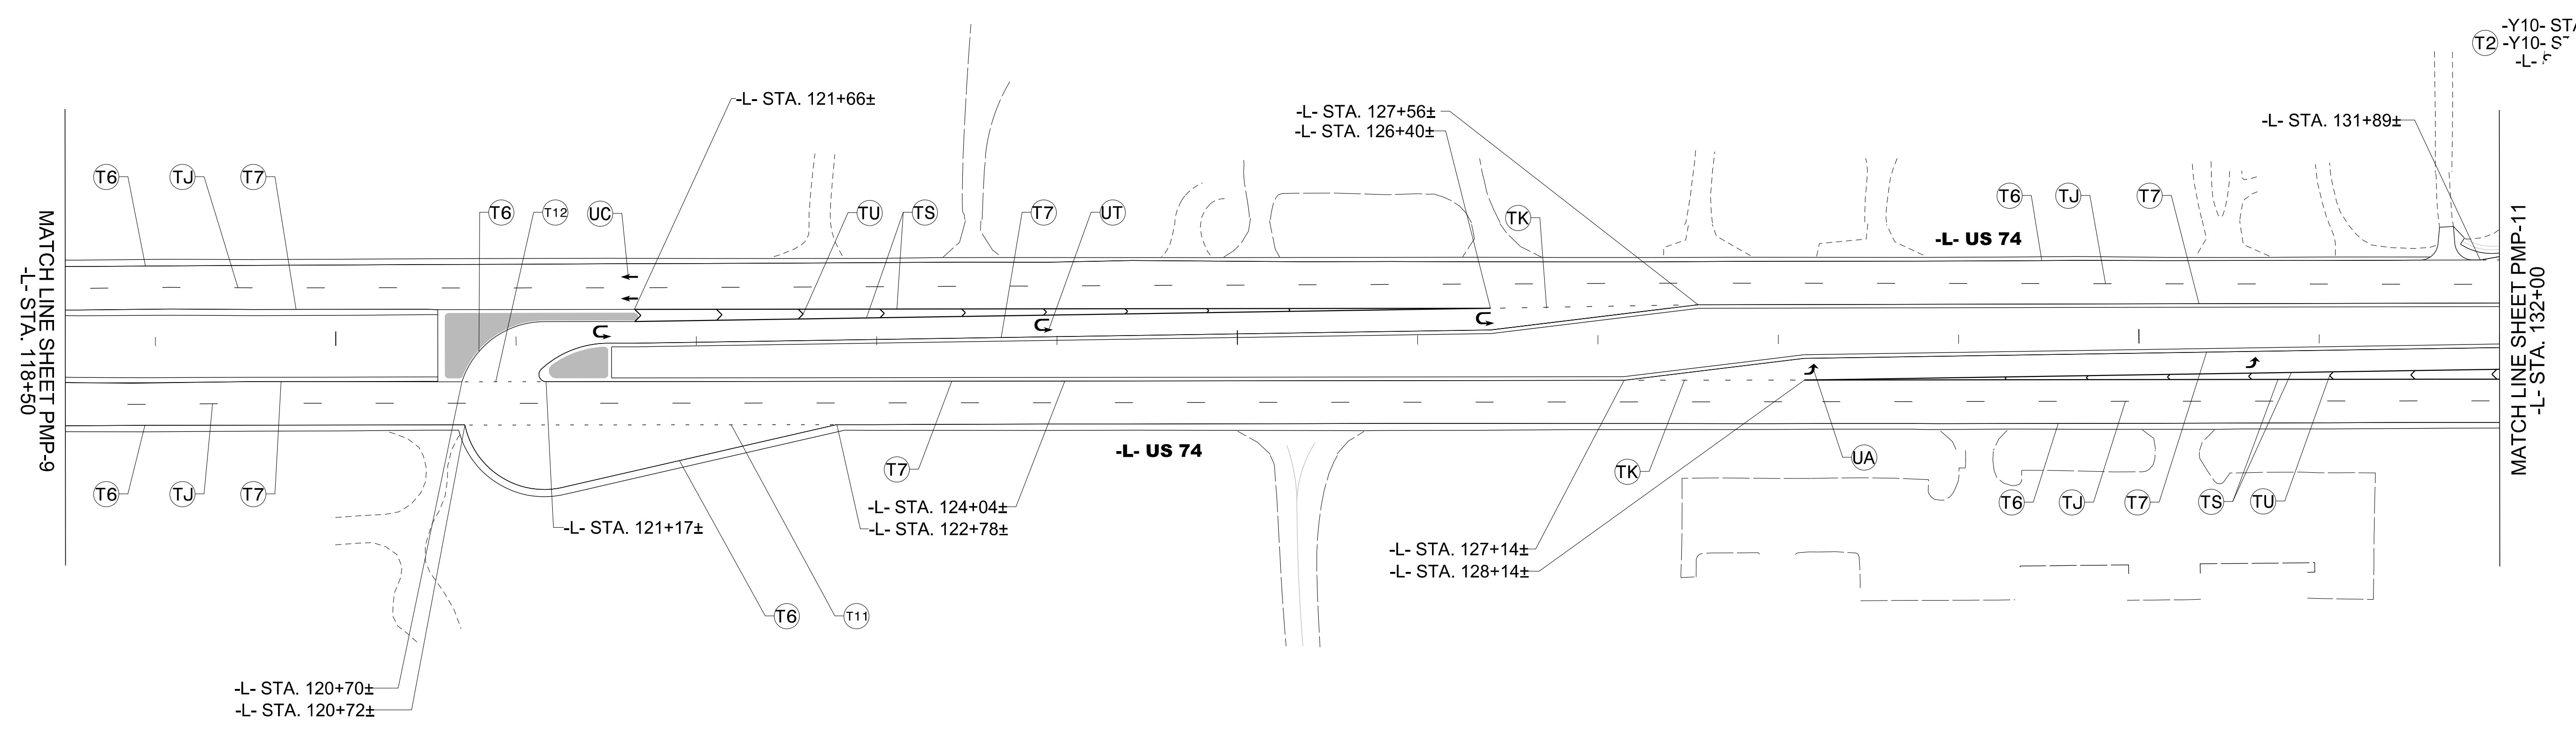 -Y10- STA
T2 -Y10-
-L-
-L- STA. 121+66±
-L- STA. 127+56±
-L- STA. 126+40±
-L- STA. 131+89±
T6 TJ T7
T6 T12 UC TU TS T7 UT TK
T6 TJ T7
-L- US 74
MATCH LINE SHEET PMP-9
-L- STA. 118+50
MATCH LINE SHEET PMP-11
-L- STA. 132+00
-L- US 74
T6 TJ T7
T7
TK
UA
T6 TJ T7 TS TU
-L- STA. 124+04±
-L- STA. 122+78±
-L- STA. 121+17±
-L- STA. 127+14±
-L- STA. 128+14±
T6 T11
-L- STA. 120+70±
-L- STA. 120+72±